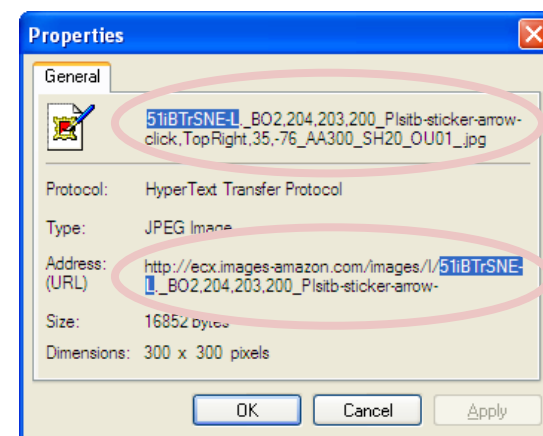 Properties
General
51iBTrSNE-L._BO2,204,203,200_PIsitb-sticker-arrow-
click,TopRight,35,-76_AA300_SH20_OU01_.jpg
Protocol: HyperText Transfer Protocol
Type: JPEG Image
Address: http://ecx.images-amazon.com/images/I/51iBTrSNE-
(URL) L._BO2,204,203,200_PIsitb-sticker-arrow-
Size: 16852 bytes
Dimensions: 300 x 300 pixels
OK Cancel Apply